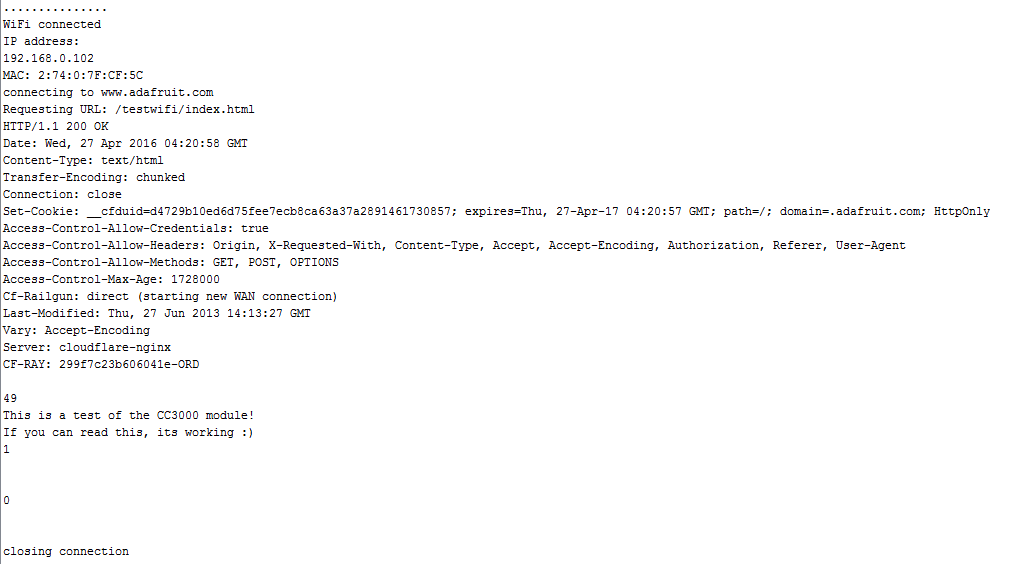 ...............
WiFi connected
IP address:
192.168.0.102
MAC: 2:74:0:7F:CF:5C
connecting to www.adafruit.com
Requesting URL: /testwifi/index.html
HTTP/1.1 200 OK
Date: Wed, 27 Apr 2016 04:20:58 GMT
Content-Type: text/html
Transfer-Encoding: chunked
Connection: close
Set-Cookie: __cfduid=d4729b10ed6d75fee7ecb8ca63a37a2891461730857; expires=Thu, 27-Apr-17 04:20:57 GMT; path=/; domain=.adafruit.com; HttpOnly
Access-Control-Allow-Credentials: true
Access-Control-Allow-Headers: Origin, X-Requested-With, Content-Type, Accept, Accept-Encoding, Authorization, Referer, User-Agent
Access-Control-Allow-Methods: GET, POST, OPTIONS
Access-Control-Max-Age: 1728000
Cf-Railgun: direct (starting new WAN connection)
Last-Modified: Thu, 27 Jun 2013 14:13:27 GMT
Vary: Accept-Encoding
Server: cloudflare-nginx
CF-RAY: 299f7c23b606041e-ORD
49
This is a test of the CC3000 module!
If you can read this, its working :)
1
0
closing connection